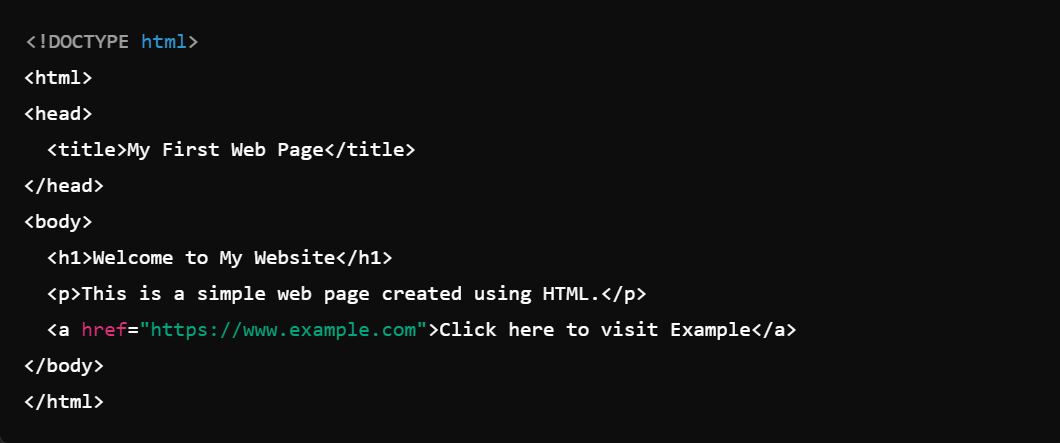 <!DOCTYPE html>
<html>
<head>
  <title>My First Web Page</title>
</head>
<body>
  <h1>Welcome to My Website</h1>
  <p>This is a simple web page created using HTML.</p>
  <a href="https://www.example.com">Click here to visit Example</a>
</body>
</html>